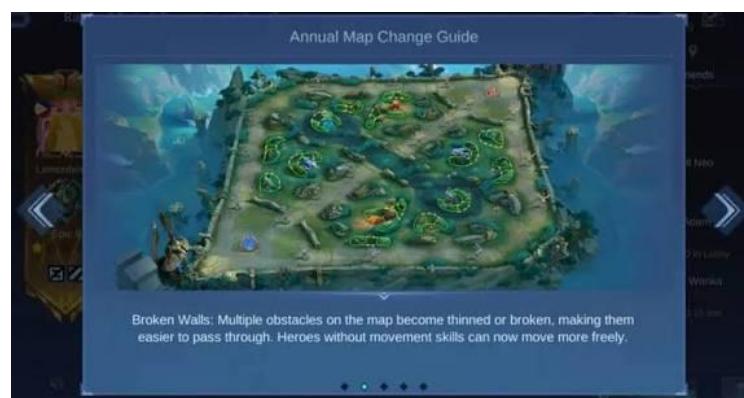 Annual Map Change Guide
Broken Walls: Multiple obstacles on the map become thinned or broken, making them
easier to pass through. Heroes without movement skills can now move more freely.